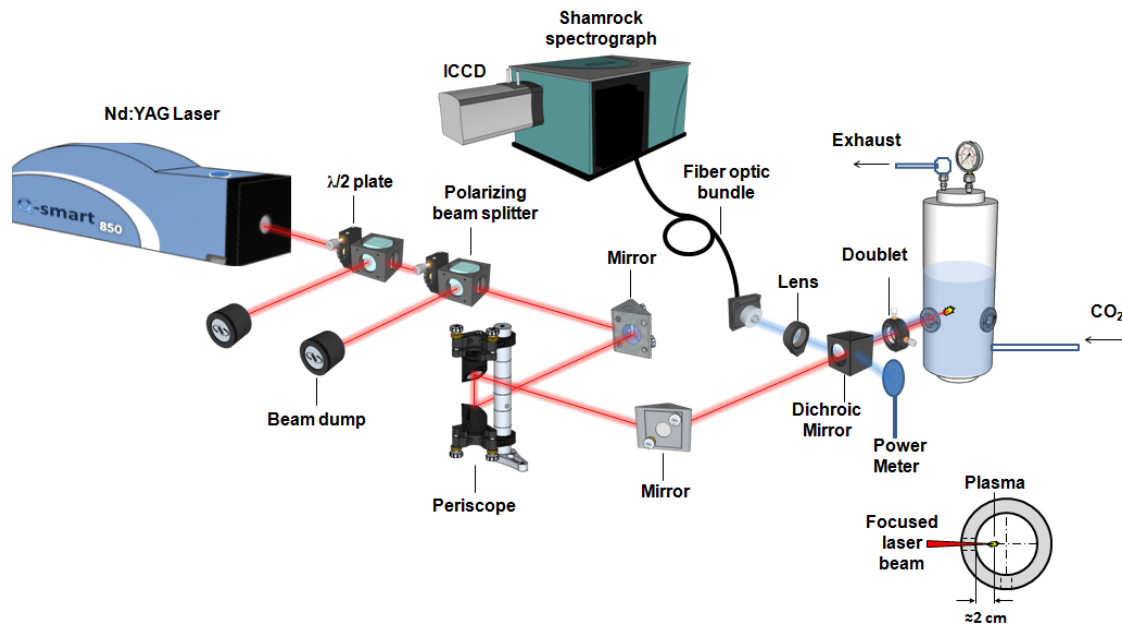 Shamrock
spectrograph
ICCD
Nd:YAG Laser
-smart 850
λ/2 plate
Polarizing
beam splitter
Fiber optic
bundle
Exhaust
Mirror
Lens
Doublet
CO₂
Beam dump
Periscope
Mirror
Dichroic
Mirror
Power
Meter
Plasma
Focused
laser
beam
≈2 cm